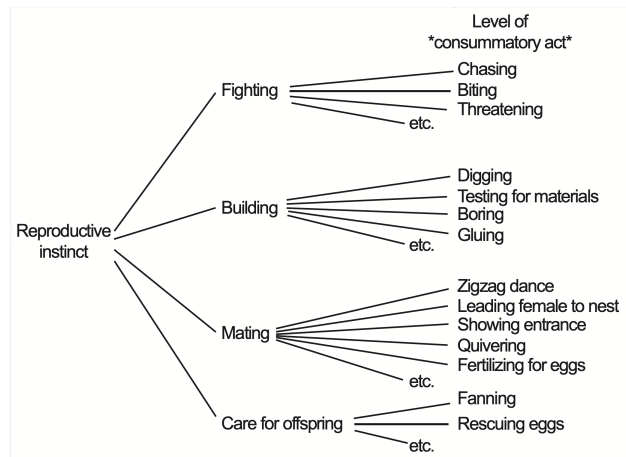 Level of
*consummatory act*
Fighting
Chasing
Biting
Threatening
etc.
Building
Digging
Testing for materials
Boring
Gluing
etc.
Reproductive
instinct
Mating
Zigzag dance
Leading female to nest
Showing entrance
Quivering
Fertilizing for eggs
etc.
Care for offspring
Fanning
Rescuing eggs
etc.